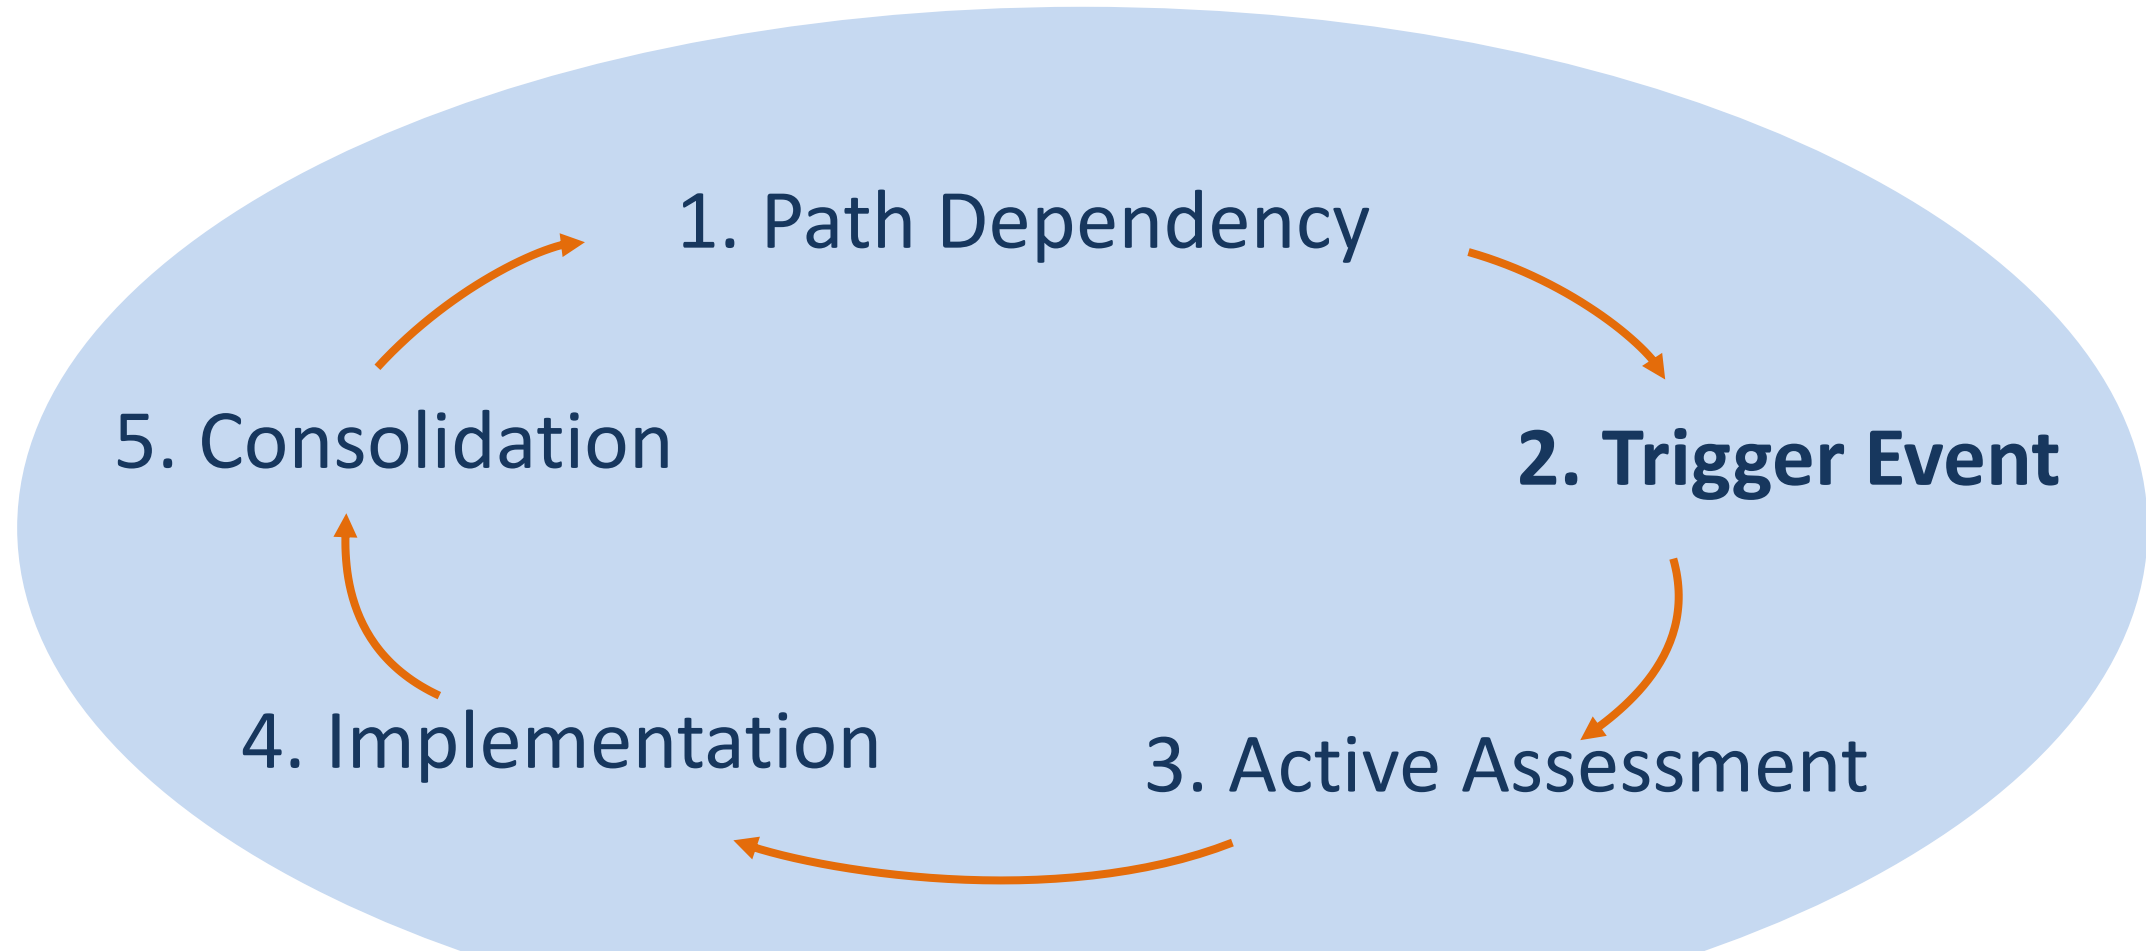 1. Path Dependency
2. Trigger Event
3. Active Assessment
4. Implementation
5. Consolidation